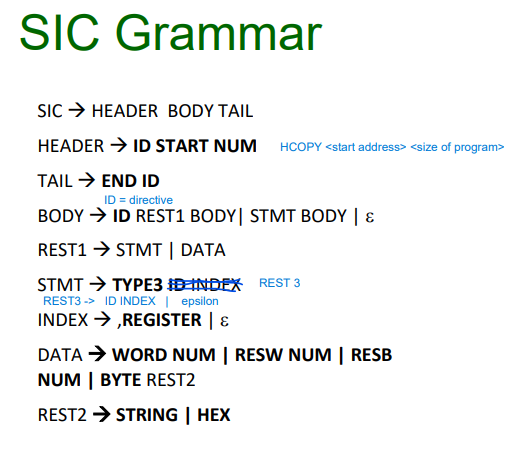 SIC Grammar
SIC → HEADER BODY TAIL
HEADER → ID START NUM HCOPY <start address> <size of program>
TAIL → END ID
ID = directive
BODY → ID REST1 BODY| STMT BODY | ε
REST1 → STMT | DATA
STMT → TYPE3 ID INDEX REST 3
REST3 -> ID INDEX | epsilon
INDEX → ,REGISTER | ε
DATA → WORD NUM | RESW NUM | RESB
NUM | BYTE REST2
REST2 → STRING | HEX